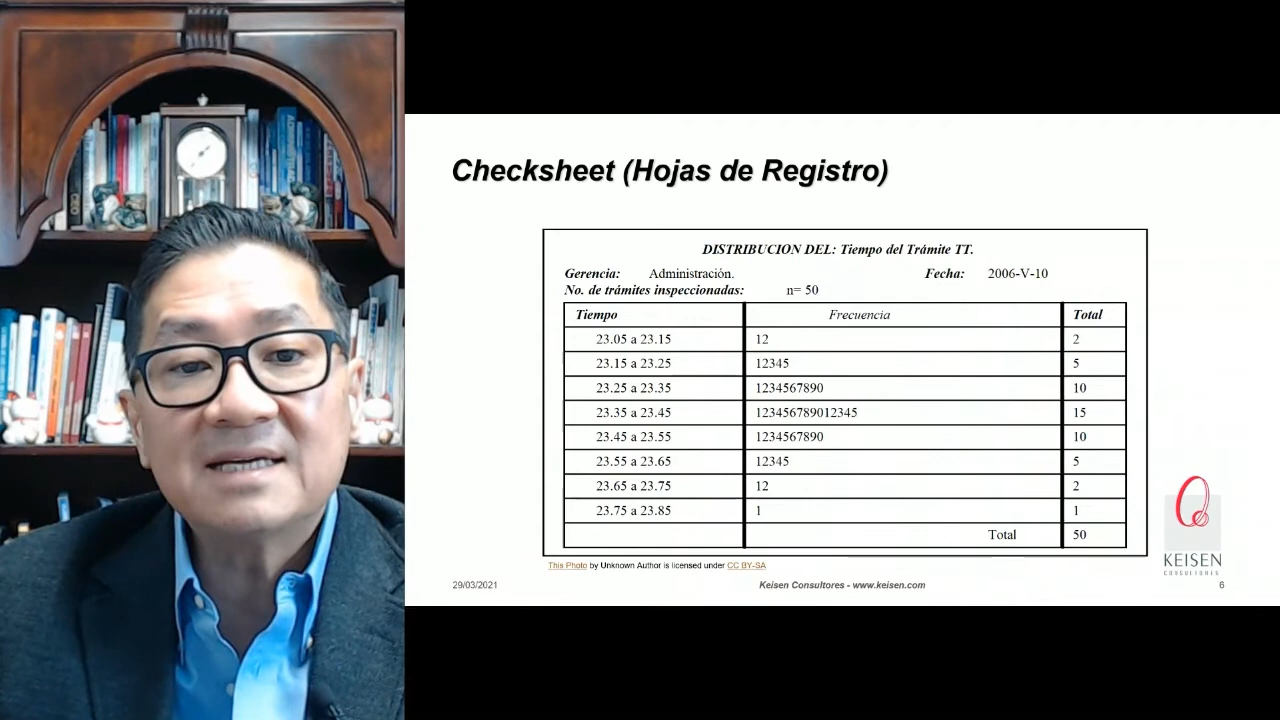 Checksheet (Hojas de Registro)
DISTRIBUCION DEL: Tiempo del Trámite TT.
Gerencia: Administración. Fecha: 2006-V-10
No. de trámites inspeccionadas: n= 50
Tiempo Frecuencia Total
23.05 a 23.15 12 2
23.15 a 23.25 12345 5
23.25 a 23.35 1234567890 10
23.35 a 23.45 123456789012345 15
23.45 a 23.55 1234567890 10
23.55 a 23.65 12345 5
23.65 a 23.75 12 2
23.75 a 23.85 1 1
Total 50
This Photo by Unknown Author is licensed under CC BY-SA
KEISEN
CONSULTORES
29/03/2021 Keisen Consultores - www.keisen.com 6